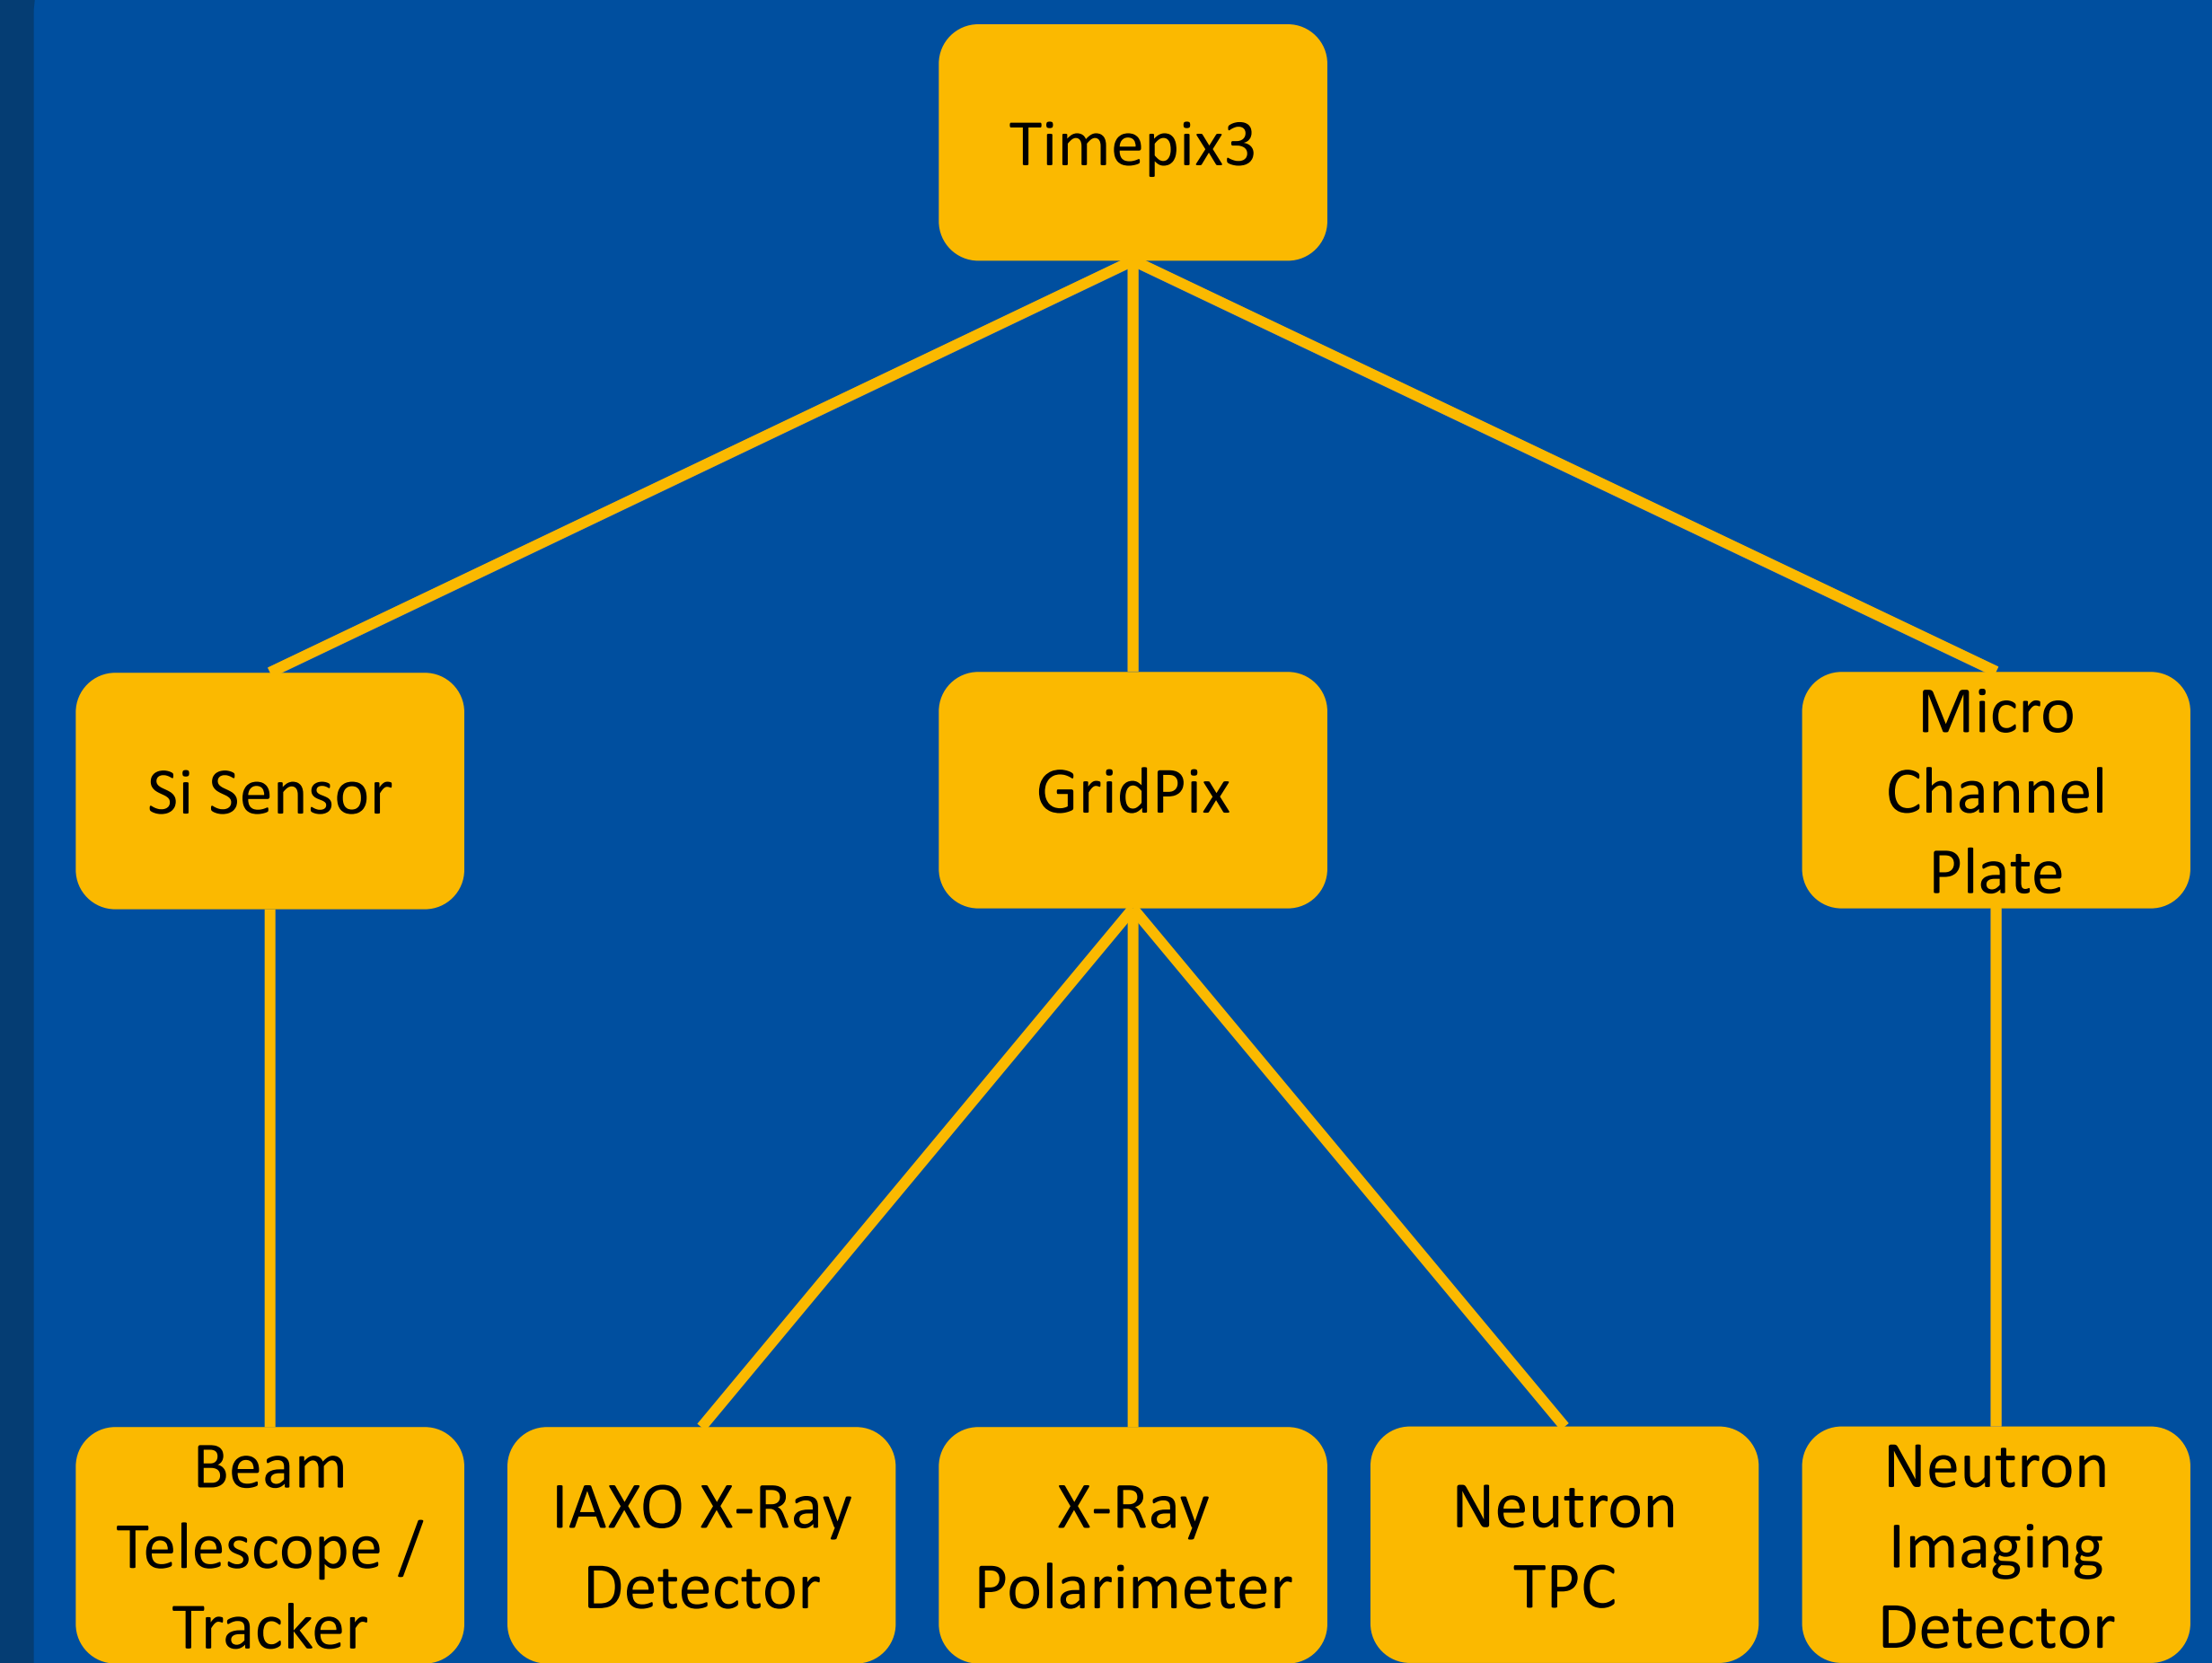 Timepix3
Si Sensor
GridPix
Micro
Channel
Plate
Beam
Telescope /
Tracker
IAXO X-Ray
Detector
X-Ray
Polarimeter
Neutron
TPC
Neutron
Imaging
Detector